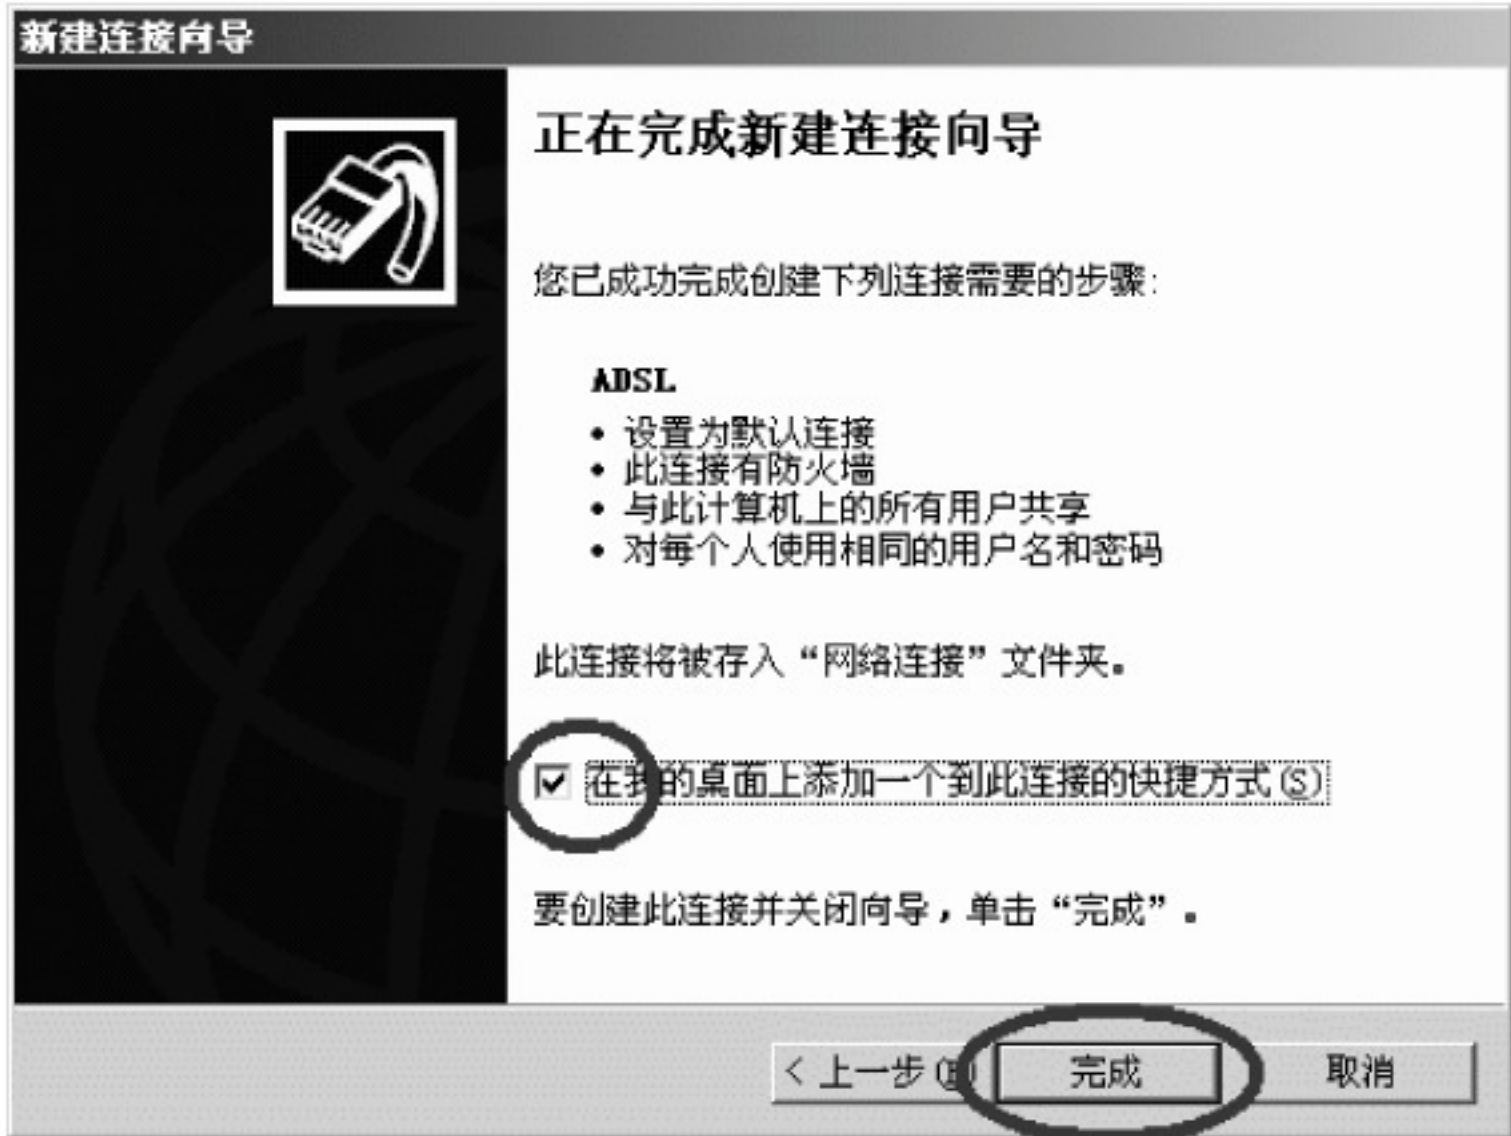 新建连接向导
正在完成新建连接向导
您已成功完成创建下列连接需要的步骤:
ADSL
• 设置为默认连接
• 此连接有防火墙
• 与此计算机上的所有用户共享
• 对每个人使用相同的用户名和密码
此连接将被存入“网络连接”文件夹。
在我的桌面上添加一个到此连接的快捷方式(S)
要创建此连接并关闭向导，单击“完成”。
< 上一步(B) 完成 取消